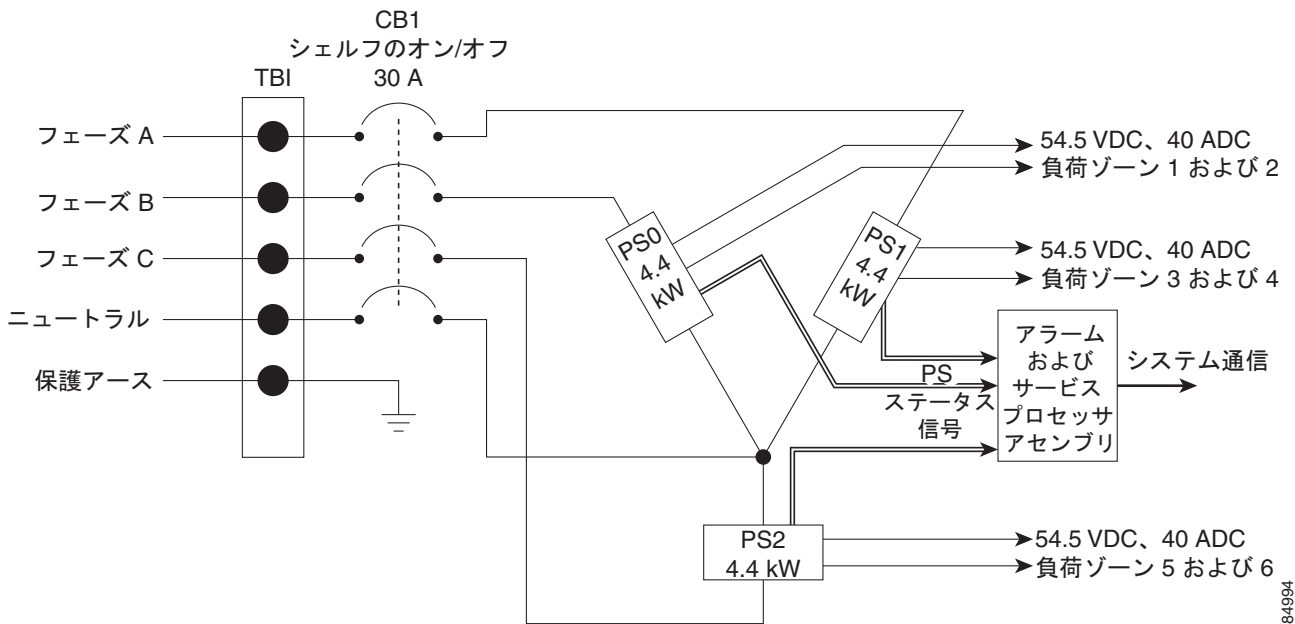 CB1
シェルフのオン/オフ
30 A
TBI
フェーズ A
フェーズ B
フェーズ C
ニュートラル
保護アース
PS0
4.4
kW
PS1
4.4
kW
54.5 VDC、40 ADC
負荷ゾーン 1 および 2
54.5 VDC、40 ADC
負荷ゾーン 3 および 4
PS
ステータス
信号
アラーム
および
サービス
プロセッサ
アセンブリ
システム通信
PS2
4.4 kW
54.5 VDC、40 ADC
負荷ゾーン 5 および 6
84994